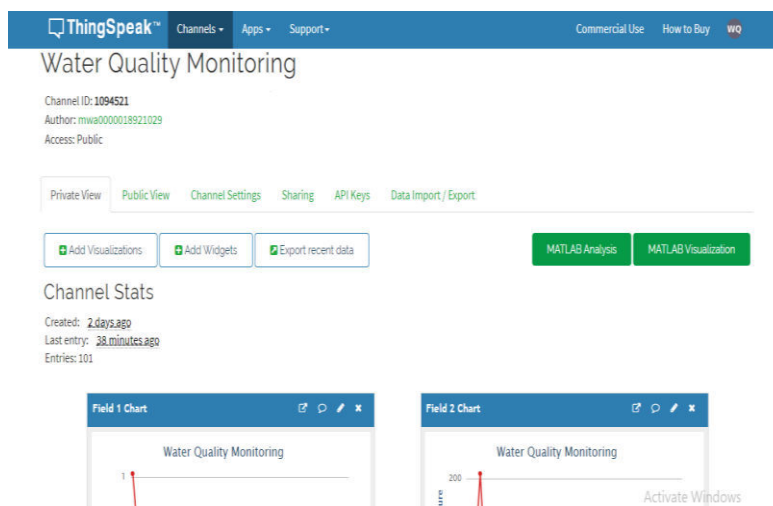 ThingSpeak™ Channels Apps Support Commercial Use How to Buy WQ
Water Quality Monitoring
Channel ID: 1094521
Author: mwa0000018921029
Access: Public
Private View Public View Channel Settings Sharing API Keys Data Import / Export
Add Visualizations Add Widgets Export recent data MATLAB Analysis MATLAB Visualization
Channel Stats
Created: 2 days ago
Last entry: 38 minutes ago
Entries: 101
Field 1 Chart Field 2 Chart
Water Quality Monitoring Water Quality Monitoring
1 200
Activate Windows